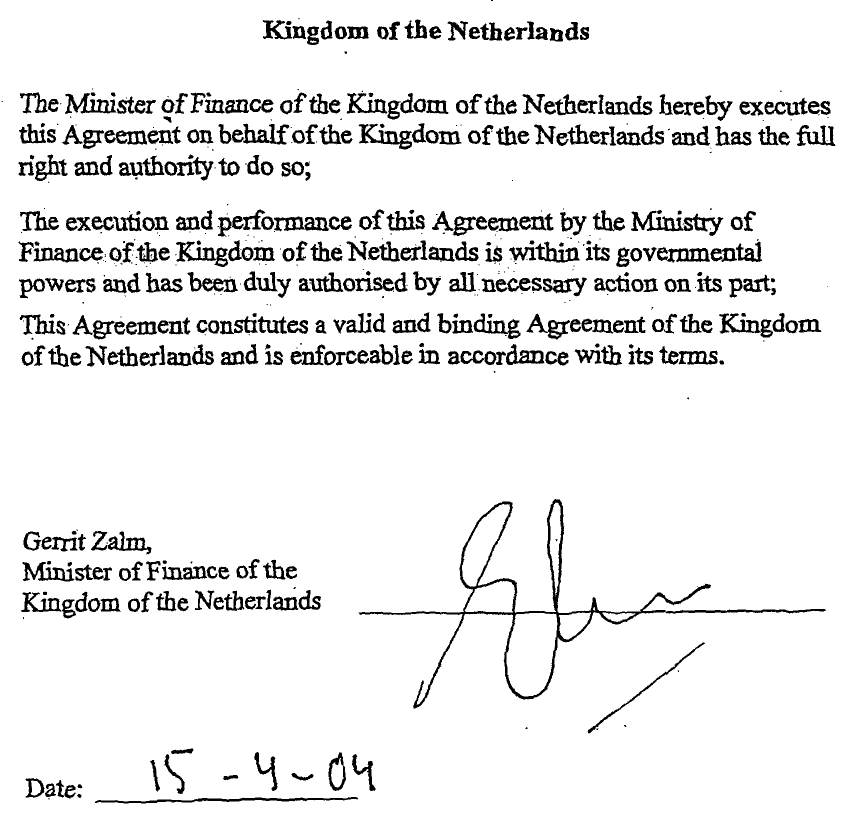 Kingdom of the Netherlands
The Minister of Finance of the Kingdom of the Netherlands hereby executes
this Agreement on behalf of the Kingdom of the Netherlands and has the full
right and authority to do so;
The execution and performance of this Agreement by the Ministry of
Finance of the Kingdom of the Netherlands is within its governmental
powers and has been duly authorised by all necessary action on its part;
This Agreement constitutes a valid and binding Agreement of the Kingdom
of the Netherlands and is enforceable in accordance with its terms.
Gerrit Zalm,
Minister of Finance of the
Kingdom of the Netherlands
Date: 15-4-04